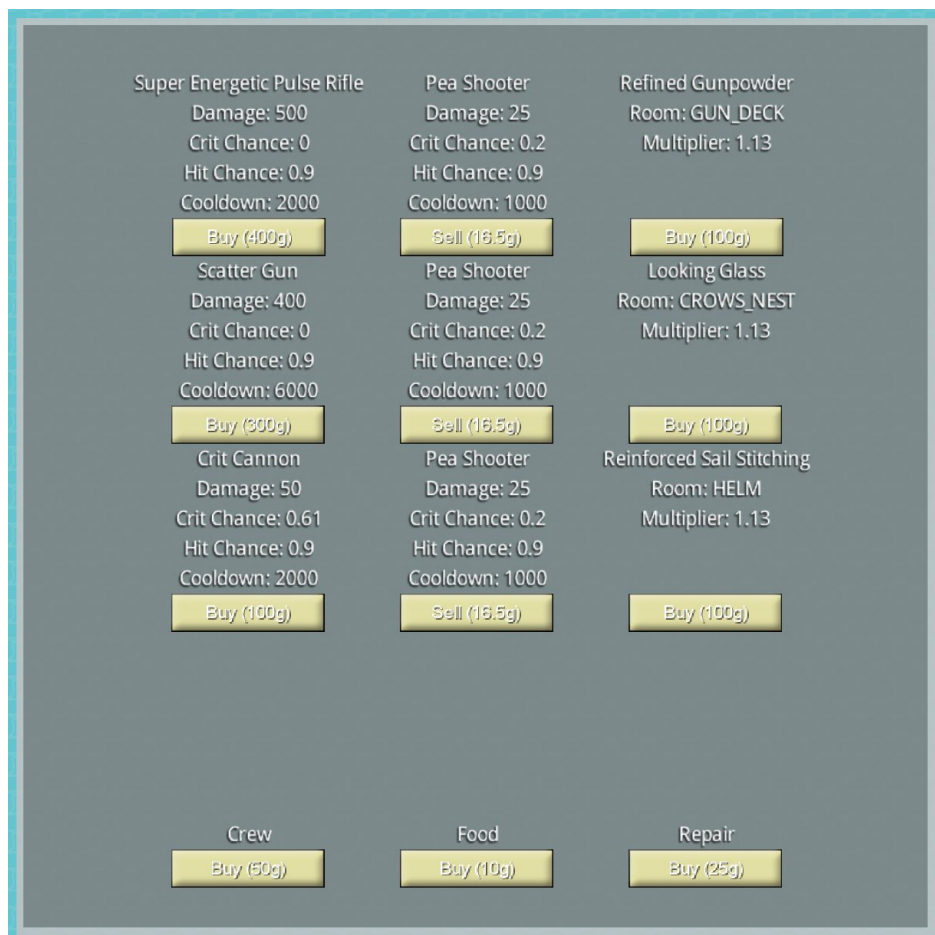 Super Energetic Pulse Rifle
Damage: 500
Crit Chance: 0
Hit Chance: 0.9
Cooldown: 2000
Buy (400g)
Pea Shooter
Damage: 25
Crit Chance: 0.2
Hit Chance: 0.9
Cooldown: 1000
Sell (16.5g)
Refined Gunpowder
Room: GUN_DECK
Multiplier: 1.13
Buy (100g)
Scatter Gun
Damage: 400
Crit Chance: 0
Hit Chance: 0.9
Cooldown: 6000
Buy (300g)
Pea Shooter
Damage: 25
Crit Chance: 0.2
Hit Chance: 0.9
Cooldown: 1000
Sell (16.5g)
Looking Glass
Room: CROWS_NEST
Multiplier: 1.13
Buy (100g)
Crit Cannon
Damage: 50
Crit Chance: 0.61
Hit Chance: 0.9
Cooldown: 2000
Buy (100g)
Pea Shooter
Damage: 25
Crit Chance: 0.2
Hit Chance: 0.9
Cooldown: 1000
Sell (16.5g)
Reinforced Sail Stitching
Room: HELM
Multiplier: 1.13
Buy (100g)
Crew
Buy (50g)
Food
Buy (10g)
Repair
Buy (25g)